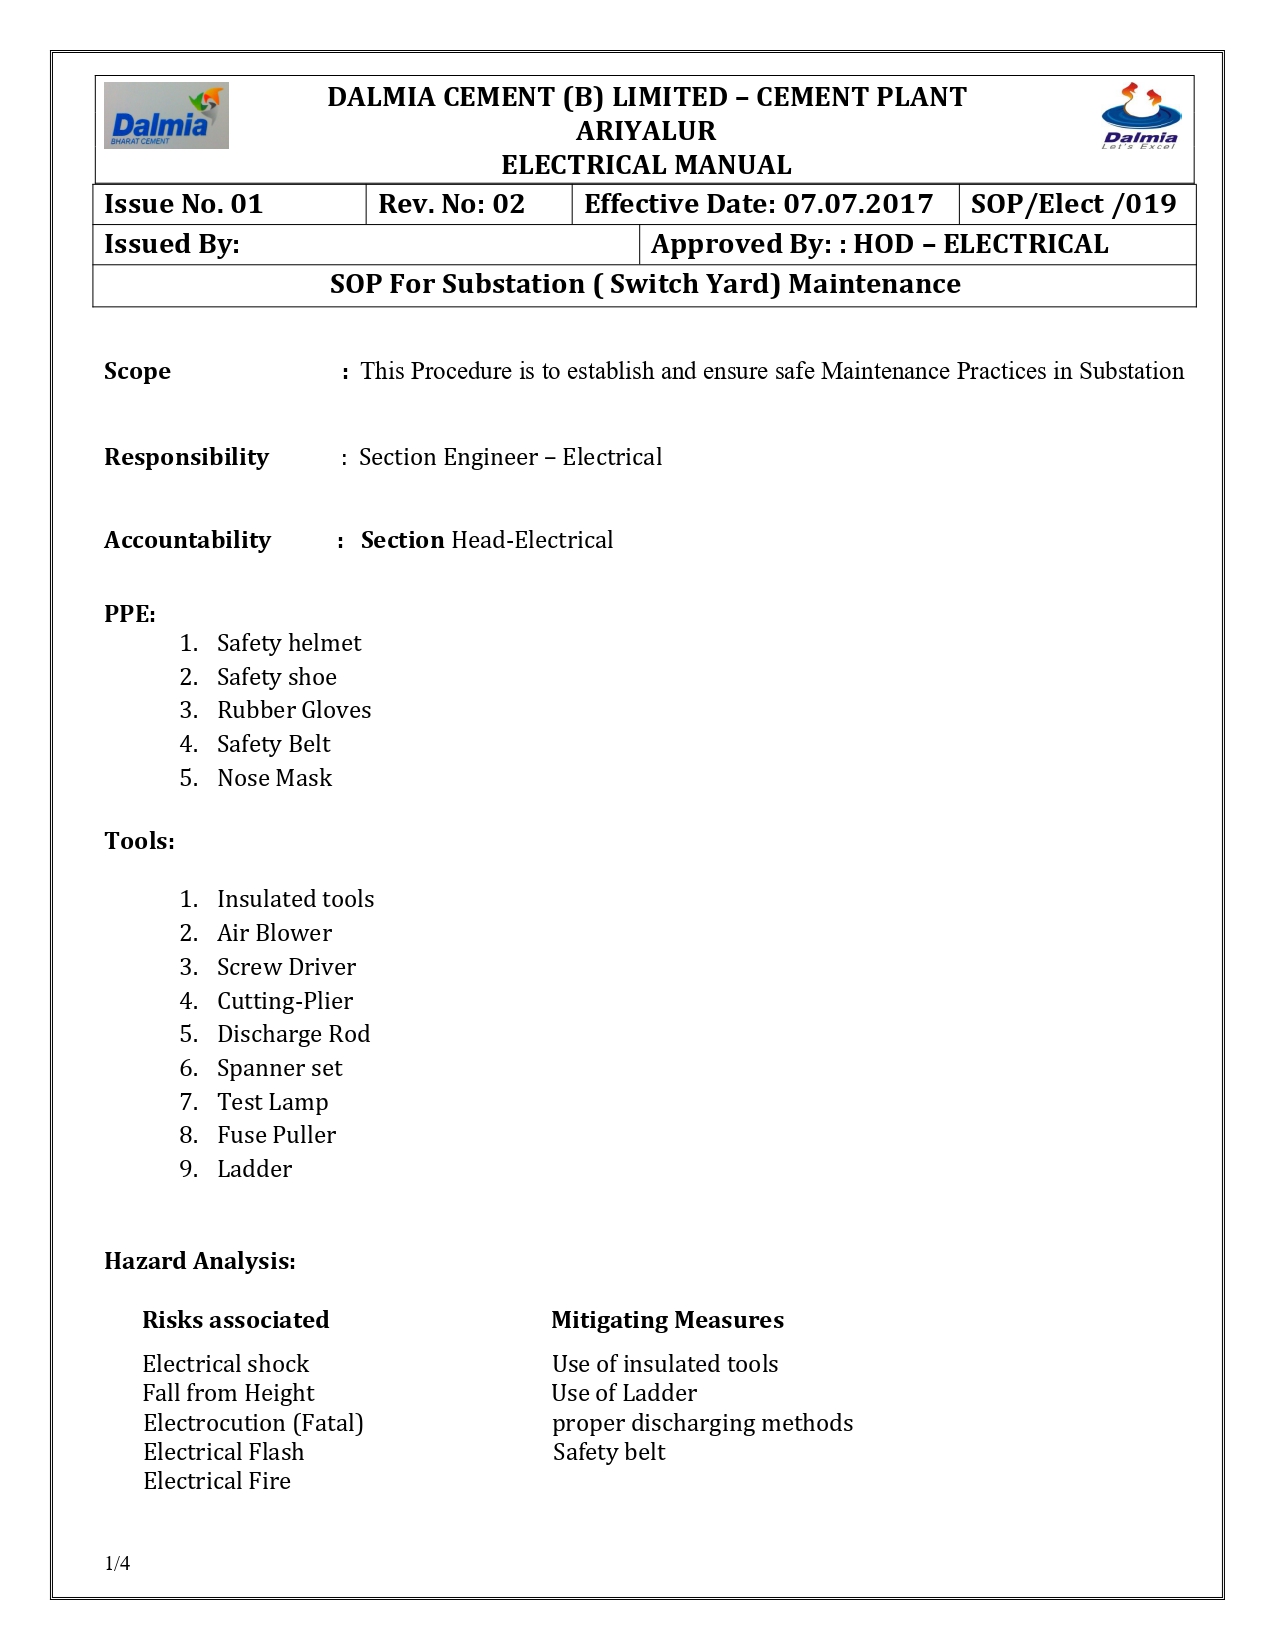 Dalmia
BHARAT CEMENT
DALMIA CEMENT (B) LIMITED – CEMENT PLANT
ARIYALUR
ELECTRICAL MANUAL
Dalmia
Let's Excel
Issue No. 01 Rev. No: 02 Effective Date: 07.07.2017 SOP/Elect /019
Issued By: Approved By: : HOD – ELECTRICAL
SOP For Substation ( Switch Yard) Maintenance
Scope : This Procedure is to establish and ensure safe Maintenance Practices in Substation
Responsibility : Section Engineer – Electrical
Accountability : Section Head-Electrical
PPE:
1. Safety helmet
2. Safety shoe
3. Rubber Gloves
4. Safety Belt
5. Nose Mask
Tools:
1. Insulated tools
2. Air Blower
3. Screw Driver
4. Cutting-Plier
5. Discharge Rod
6. Spanner set
7. Test Lamp
8. Fuse Puller
9. Ladder
Hazard Analysis:
Risks associated Mitigating Measures
Electrical shock Use of insulated tools
Fall from Height Use of Ladder
Electrocution (Fatal) proper discharging methods
Electrical Flash Safety belt
Electrical Fire
1/4